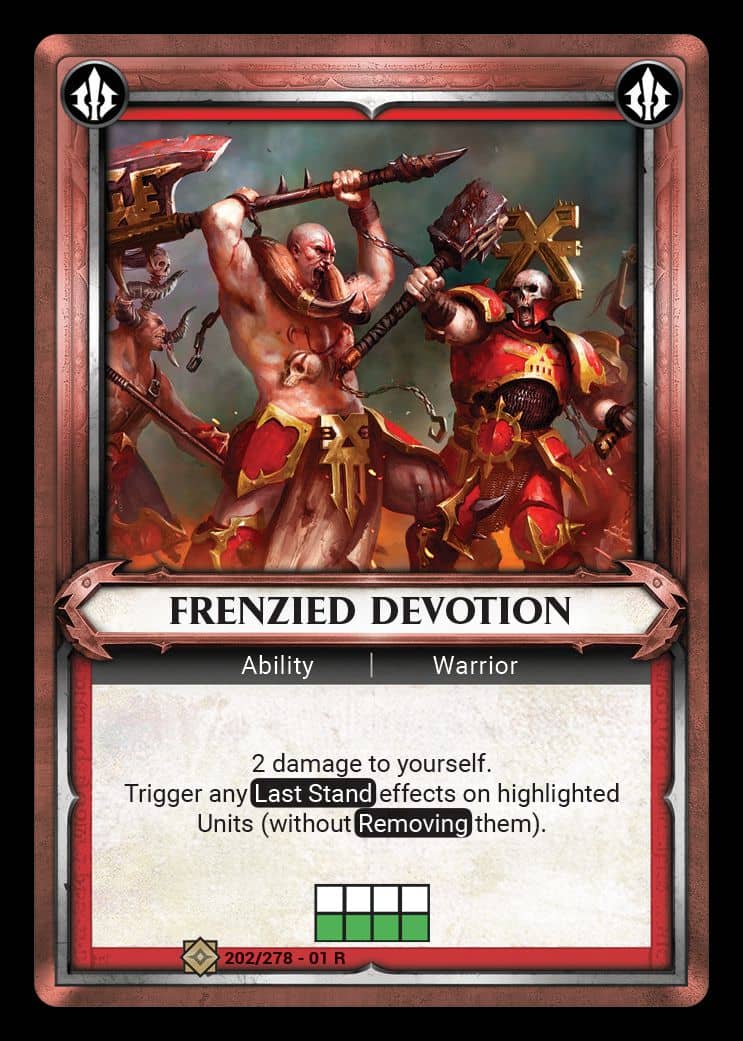 FRENZIED DEVOTION
Ability | Warrior
2 damage to yourself.
Trigger any Last Stand effects on highlighted
Units (without Removing them).
202/278 - 01 R